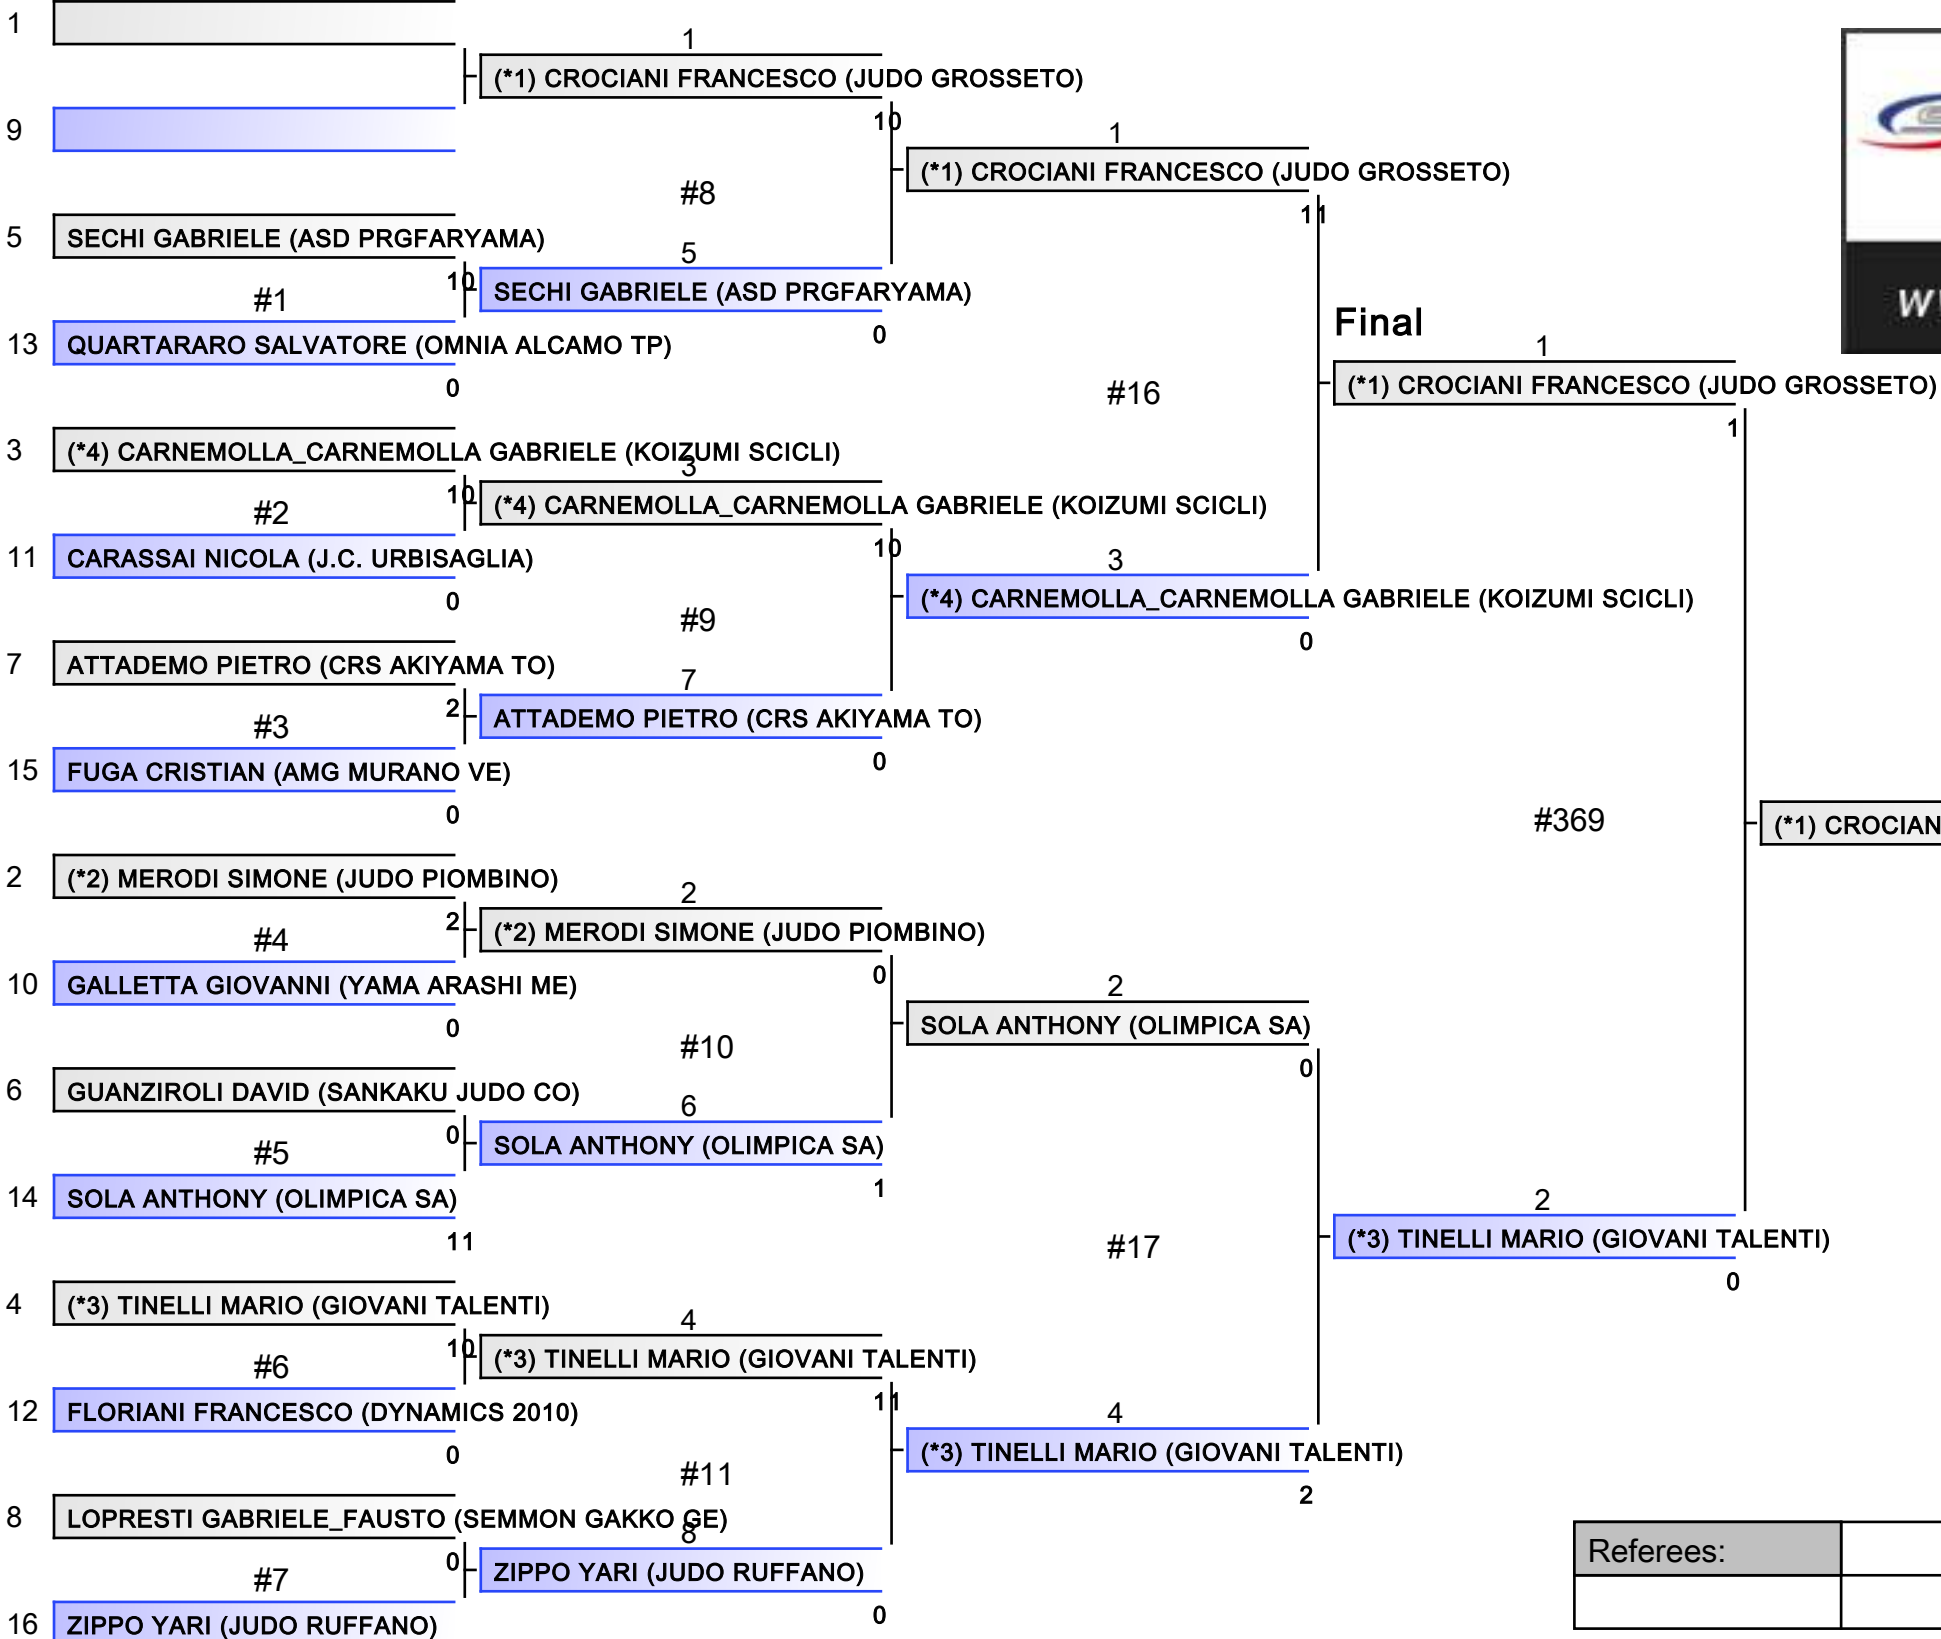 1
1
(*1) CROCIANI FRANCESCO (JUDO GROSSETO)
10
9
1
(*1) CROCIANI FRANCESCO (JUDO GROSSETO)
#8
11
5
SECHI GABRIELE (ASD PRGFARYAMA)
5
10
SECHI GABRIELE (ASD PRGFARYAMA)
#1
0
13
QUARTARARO SALVATORE (OMNIA ALCAMO TP)
0
Final
1
(*1) CROCIANI FRANCESCO (JUDO GROSSETO)
#16
1
3
(*4) CARNEMOLLA_CARNEMOLLA GABRIELE (KOIZUMI SCICLI)
3
10
(*4) CARNEMOLLA_CARNEMOLLA GABRIELE (KOIZUMI SCICLI)
#2
10
11
CARASSAI NICOLA (J.C. URBISAGLIA)
0
3
(*4) CARNEMOLLA_CARNEMOLLA GABRIELE (KOIZUMI SCICLI)
#9
0
7
ATTADEMO PIETRO (CRS AKIYAMA TO)
7
2
ATTADEMO PIETRO (CRS AKIYAMA TO)
#3
0
15
FUGA CRISTIAN (AMG MURANO VE)
0
#369
(*1) CROCIAN
2
(*2) MERODI SIMONE (JUDO PIOMBINO)
2
2
(*2) MERODI SIMONE (JUDO PIOMBINO)
#4
0
10
GALLETTA GIOVANNI (YAMA ARASHI ME)
0
2
SOLA ANTHONY (OLIMPICA SA)
#10
0
6
GUANZIROLI DAVID (SANKAKU JUDO CO)
6
0
SOLA ANTHONY (OLIMPICA SA)
#5
1
14
SOLA ANTHONY (OLIMPICA SA)
11
2
(*3) TINELLI MARIO (GIOVANI TALENTI)
#17
0
4
(*3) TINELLI MARIO (GIOVANI TALENTI)
4
10
(*3) TINELLI MARIO (GIOVANI TALENTI)
#6
11
12
FLORIANI FRANCESCO (DYNAMICS 2010)
0
4
(*3) TINELLI MARIO (GIOVANI TALENTI)
#11
2
8
LOPRESTI GABRIELE_FAUSTO (SEMMON GAKKO GE)
8
0
ZIPPO YARI (JUDO RUFFANO)
#7
0
16
ZIPPO YARI (JUDO RUFFANO)
Referees: